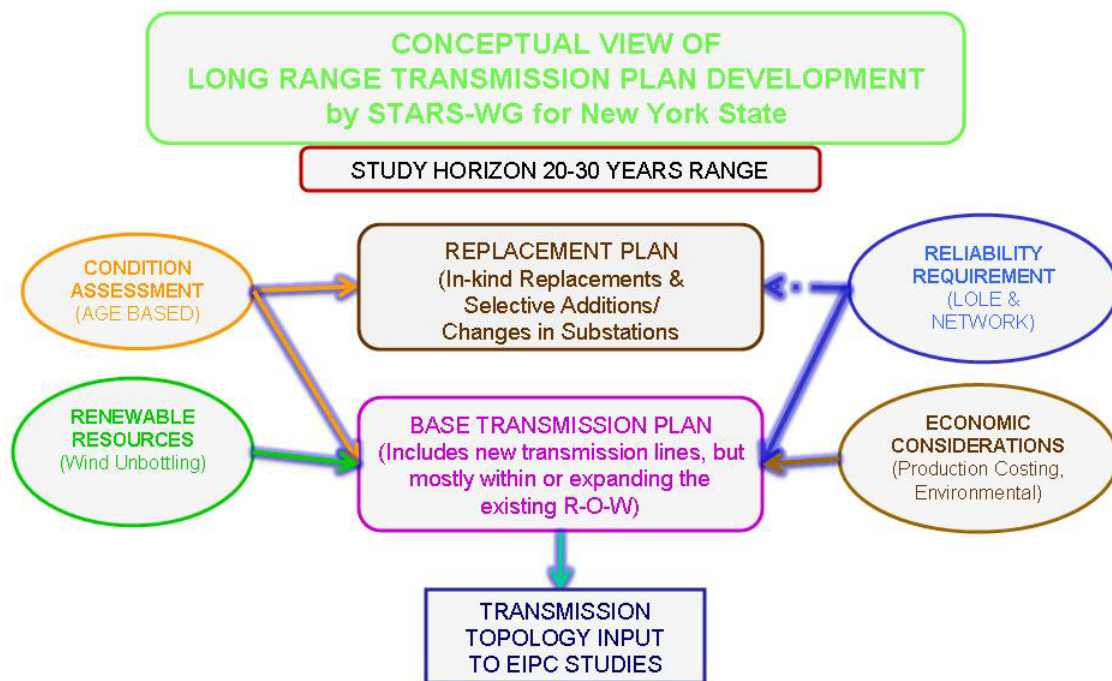 CONCEPTUAL VIEW OF
LONG RANGE TRANSMISSION PLAN DEVELOPMENT
by STARS-WG for New York State
STUDY HORIZON 20-30 YEARS RANGE
CONDITION
ASSESSMENT
(AGE BASED)
REPLACEMENT PLAN
(In-kind Replacements &
Selective Additions/
Changes in Substations
RELIABILITY
REQUIREMENT
(LOLE &
NETWORK)
RENEWABLE
RESOURCES
(Wind Unbottling)
BASE TRANSMISSION PLAN
(Includes new transmission lines, but
mostly within or expanding the
existing R-O-W)
ECONOMIC
CONSIDERATIONS
(Production Costing,
Environmental)
TRANSMISSION
TOPOLOGY INPUT
TO EIPC STUDIES